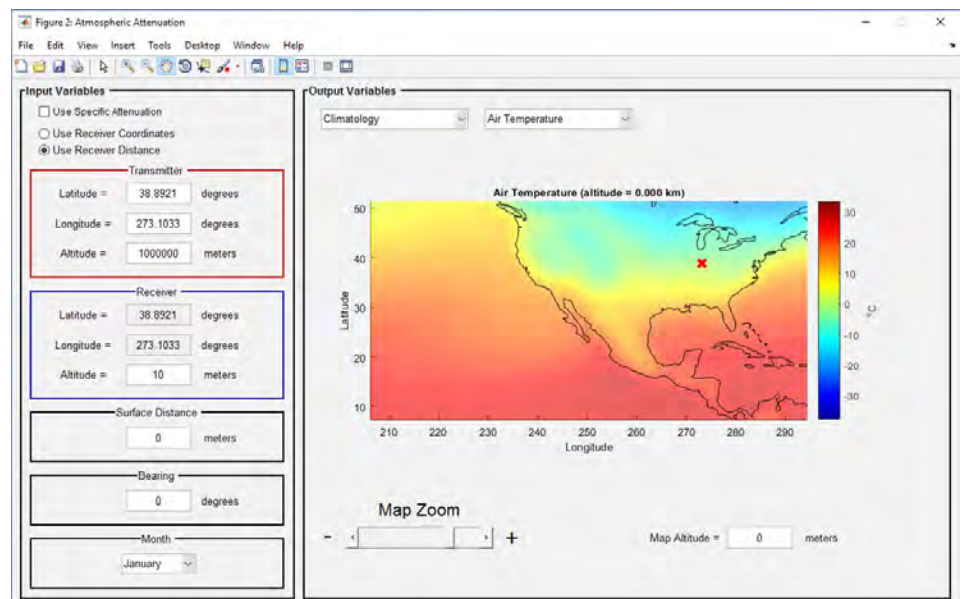 Figure 2: Atmospheric Attenuation
File Edit View Insert Tools Desktop Window Help
Input Variables
Use Specific Attenuation
Use Receiver Coordinates
Use Receiver Distance
Transmitter
Latitude = 38.8921 degrees
Longitude = 273.1033 degrees
Altitude = 1000000 meters
Receiver
Latitude = 38.8921 degrees
Longitude = 273.1033 degrees
Altitude = 10 meters
Surface Distance
0 meters
Bearing
0 degrees
Month
January
Output Variables
Climatology Air Temperature
Air Temperature (altitude = 0.000 km)
50
40
30
20
10
Latitude
210 220 230 240 250 260 270 280 290
Longitude
30
20
10
0
-10
-20
-30
°C
Map Zoom
- +
Map Altitude = 0 meters